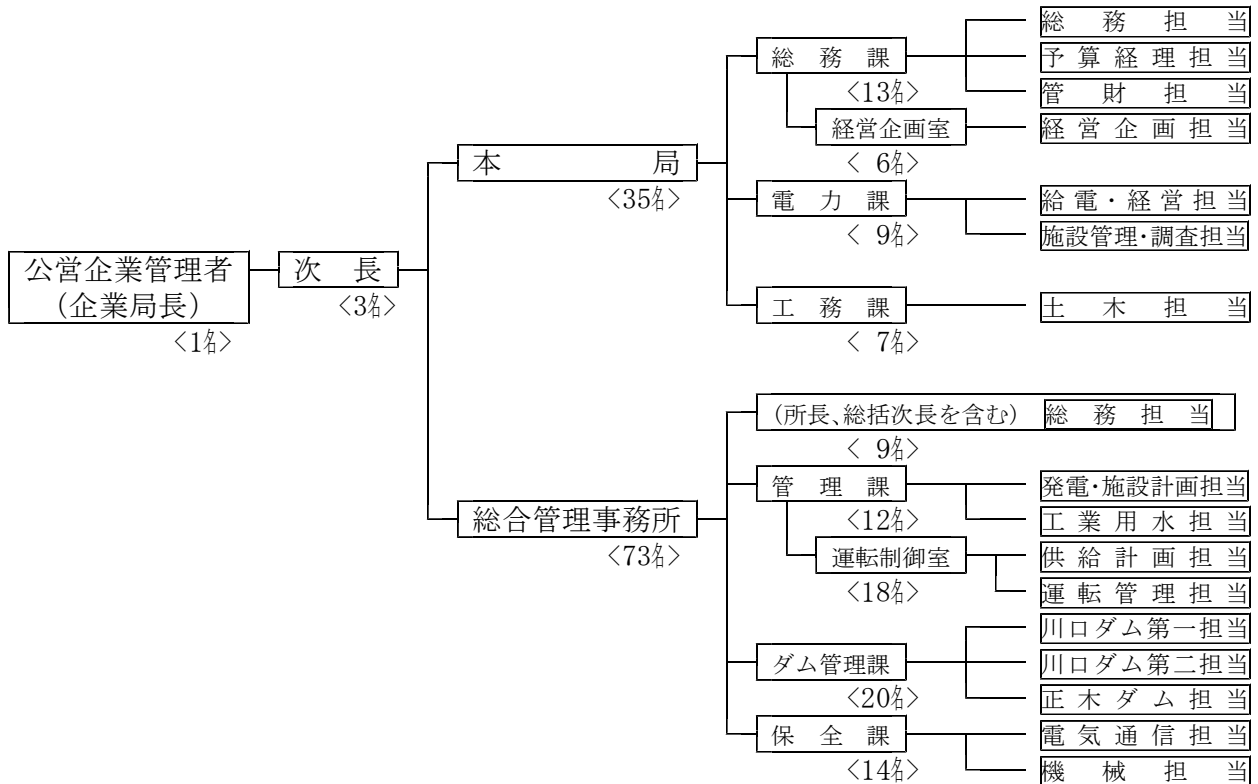 公営企業管理者
(企業局長)
<1名>
次長
<3名>
本局
<35名>
総務課
<13名>
総務担当
予算経理担当
管財担当
経営企画室
< 6名>
経営企画担当
電力課
< 9名>
給電・経営担当
施設管理・調査担当
工務課
< 7名>
土木担当
総合管理事務所
<73名>
(所長、総括次長を含む) 総務担当
< 9名>
管理課
<12名>
発電・施設計画担当
工業用水担当
運転制御室
<18名>
供給計画担当
運転管理担当
ダム管理課
<20名>
川口ダム第一担当
川口ダム第二担当
正木ダム担当
保全課
<14名>
電気通信担当
機械担当